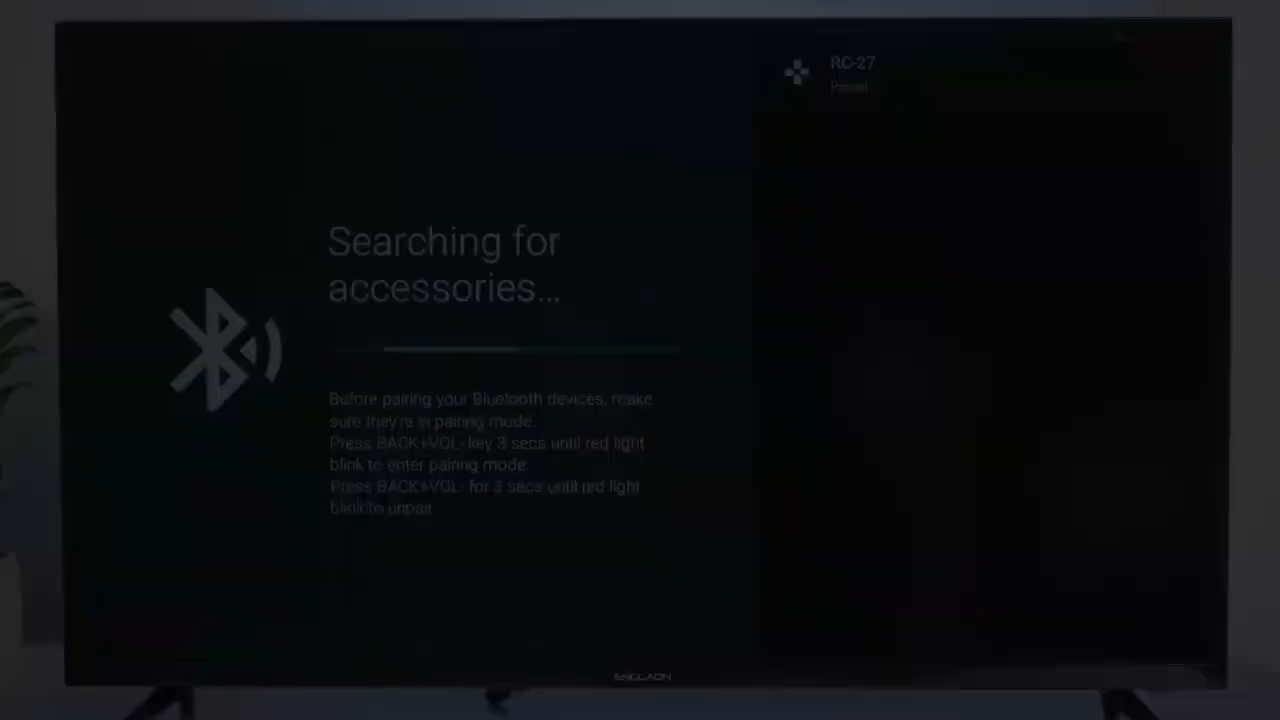 Searching for
accessories...
Before pairing your Bluetooth devices, make
sure they're in pairing mode.
Press BACK+VOL- key 3 secs until red light
blink to enter pairing mode.
Press BACK+VOL- for 3 secs until red light
blink to unpair
RC-27
Paired
ENGLAON